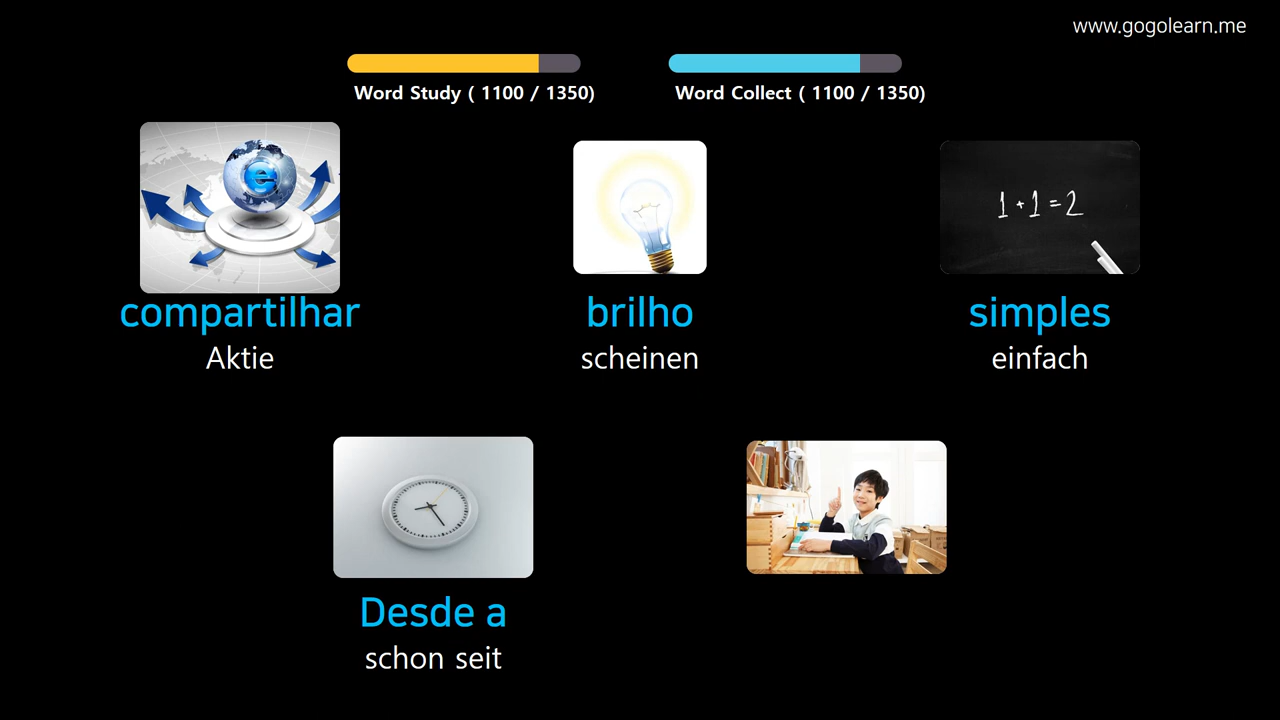 www.gogolearn.me
Word Study ( 1100 / 1350)
Word Collect ( 1100 / 1350)
e
1+1=2
compartilhar
Aktie
brilho
scheinen
simples
einfach
Desde a
schon seit